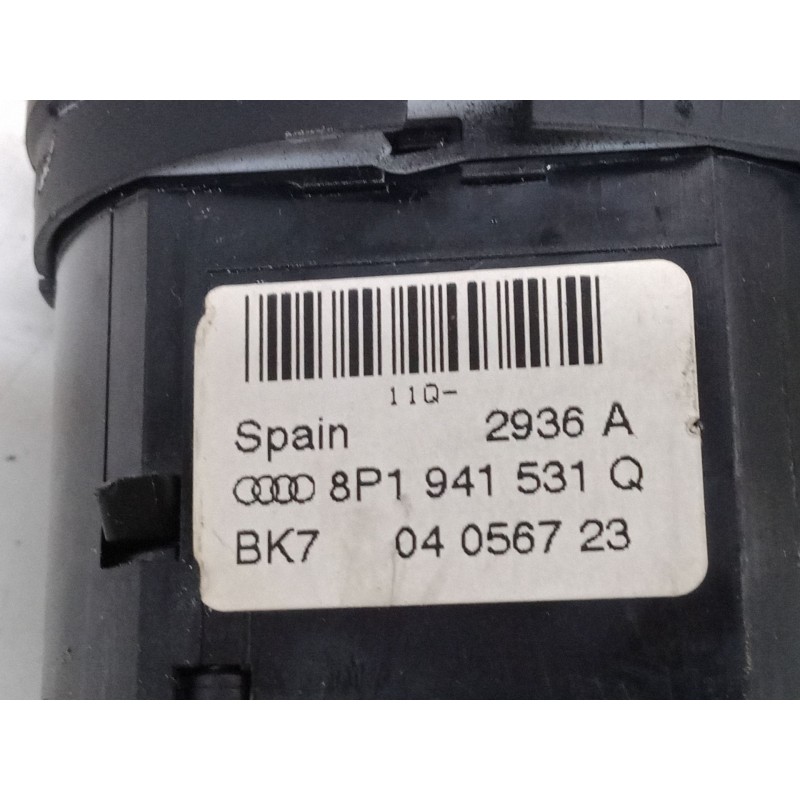 11Q-
Spain 2936 A
8P1 941 531 Q
BK7 04 0567 23